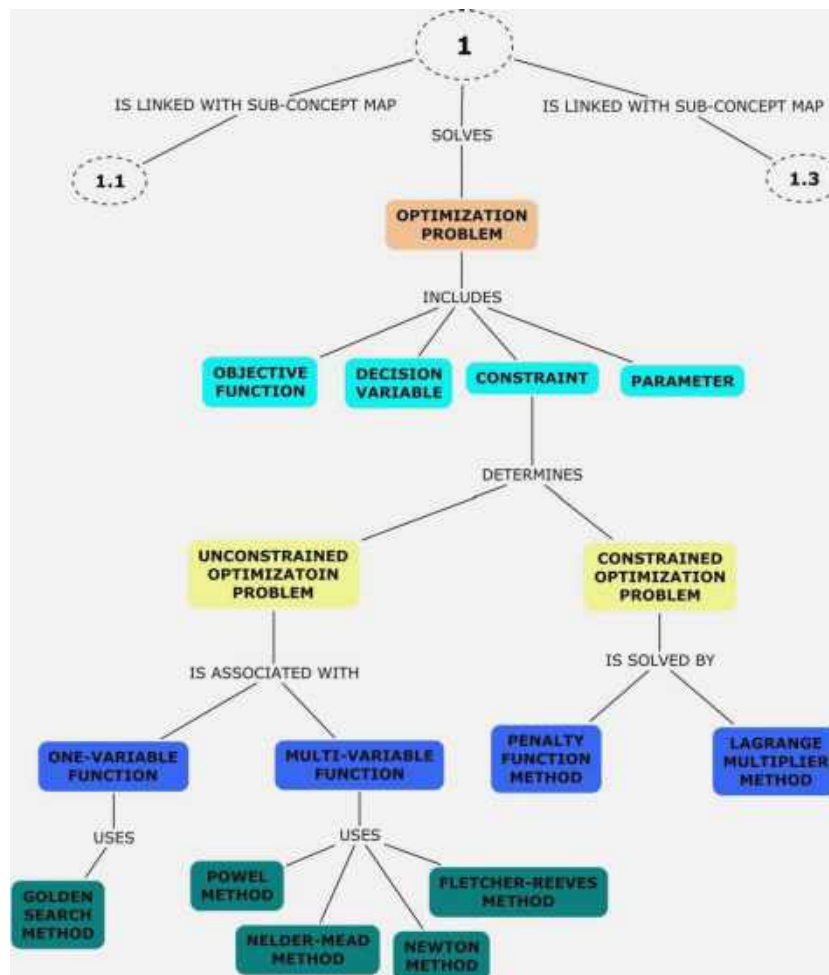 1
IS LINKED WITH SUB-CONCEPT MAP
IS LINKED WITH SUB-CONCEPT MAP
SOLVES
1.1
1.3
OPTIMIZATION
PROBLEM
INCLUDES
OBJECTIVE
FUNCTION
DECISION
VARIABLE
CONSTRAINT
PARAMETER
DETERMINES
UNCONSTRAINED
OPTIMIZATOIN
PROBLEM
CONSTRAINED
OPTIMIZATION
PROBLEM
IS ASSOCIATED WITH
IS SOLVED BY
ONE-VARIABLE
FUNCTION
MULTI-VARIABLE
FUNCTION
PENALTY
FUNCTION
METHOD
LAGRANGE
MULTIPLIER
METHOD
USES
USES
GOLDEN
SEARCH
METHOD
POWEL
METHOD
NELDER-MEAD
METHOD
NEWTON
METHOD
FLETCHER-REEVES
METHOD